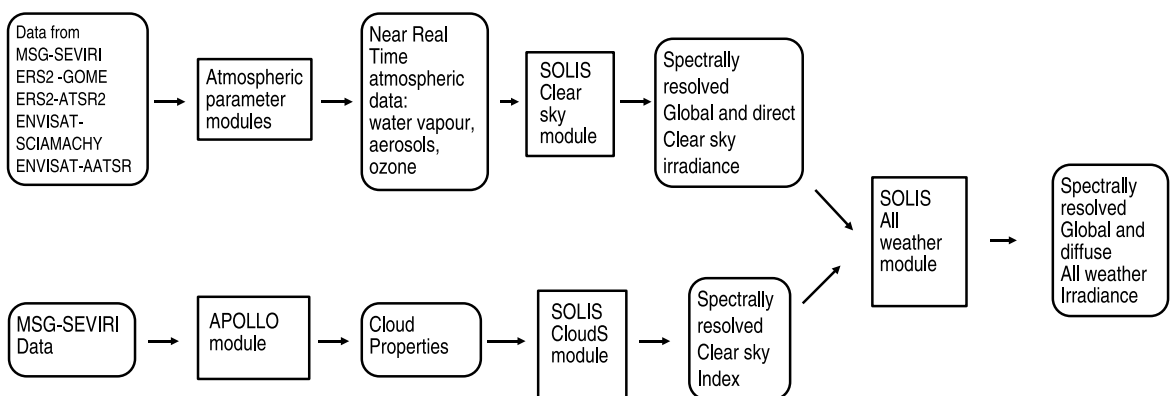 Data from
MSG-SEVIRI
ERS2 -GOME
ERS2-ATSR2
ENVISAT-
SCIAMACHY
ENVISAT-AATSR
Atmospheric
parameter
modules
Near Real
Time
atmospheric
data:
water vapour,
aerosols,
ozone
SOLIS
Clear
sky
module
Spectrally
resolved
Global and direct
Clear sky
irradiance
SOLIS
All
weather
module
Spectrally
resolved
Global and
diffuse
All weather
Irradiance
MSG-SEVIRI
Data
APOLLO
module
Cloud
Properties
SOLIS
CloudS
module
Spectrally
resolved
Clear sky
Index